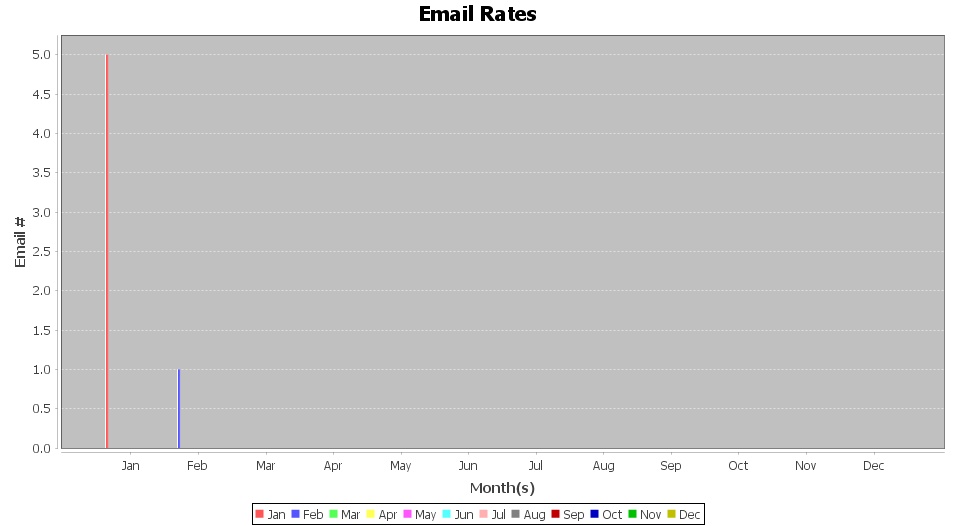 Email Rates
5.0
4.5
4.0
3.5
3.0
2.5
2.0
1.5
1.0
0.5
0.0
Email #
Jan Feb Mar Apr May Jun Jul Aug Sep Oct Nov Dec
Month(s)
Jan Feb Mar Apr May Jun Jul Aug Sep Oct Nov Dec